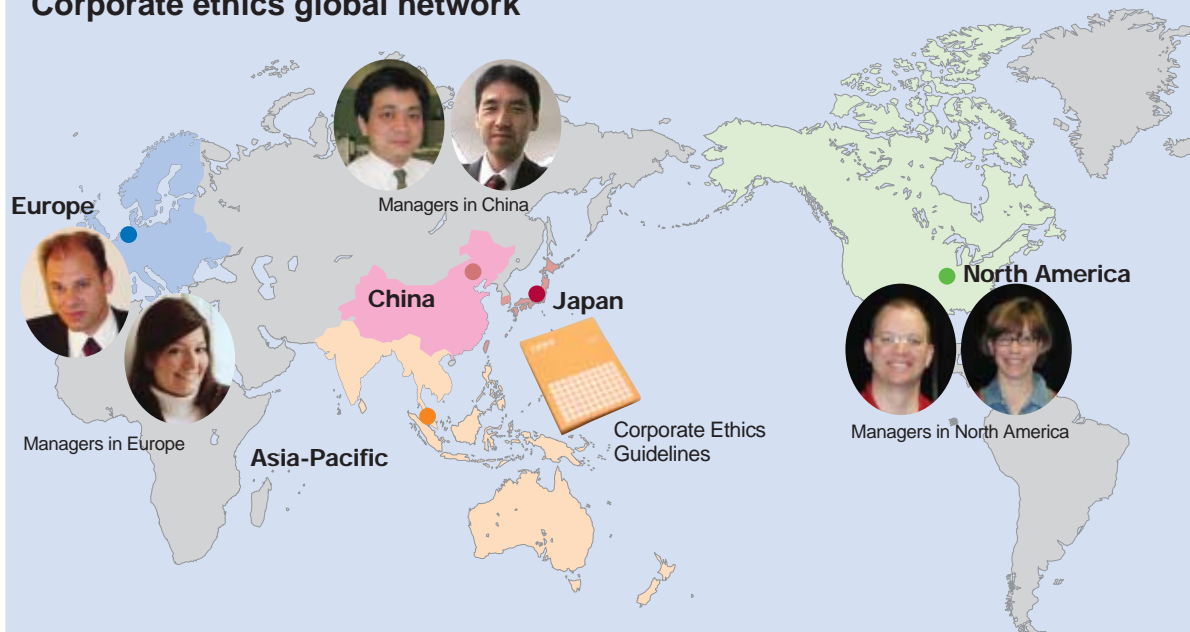 Corporate ethics global network
Managers in China
Europe
China
Japan
North America
Managers in Europe
Asia-Pacific
Corporate Ethics
Guidelines
Managers in North America